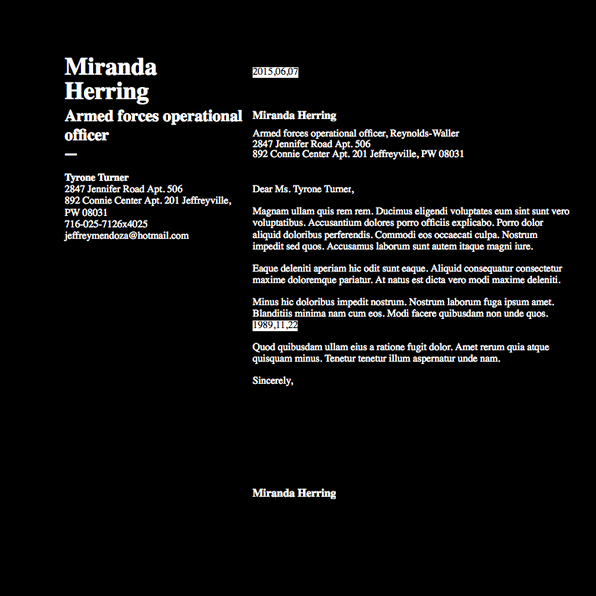 Miranda
Herring
Armed forces operational
officer
—
Tyrone Turner
2847 Jennifer Road Apt. 506
892 Connie Center Apt. 201 Jeffreyville,
PW 08031
716-025-7126x4025
jeffreymendoza@hotmail.com
2015,06,07
Miranda Herring
Armed forces operational officer, Reynolds-Waller
2847 Jennifer Road Apt. 506
892 Connie Center Apt. 201 Jeffreyville, PW 08031
Dear Ms. Tyrone Turner,
Magnam ullam quis rem rem. Ducimus eligendi voluptates eum sint sunt vero
voluptatibus. Accusantium dolores porro officiis explicabo. Porro dolor
aliquid doloribus perferendis. Commodi eos occaecati culpa. Nostrum
impedit sed quos. Accusamus laborum sunt autem itaque magni iure.
Eaque deleniti aperiam hic odit sunt eaque. Aliquid consequatur consectetur
maxime doloremque pariatur. At natus est dicta vero modi maxime deleniti.
Minus hic doloribus impedit nostrum. Nostrum laborum fuga ipsum amet.
Blanditiis minima nam cum eos. Modi facere quibusdam non unde quos.
1989,11,22
Quod quibusdam ullam eius a ratione fugit dolor. Amet rerum quia atque
quisquam minus. Tenetur tenetur illum aspernatur unde nam.
Sincerely,
Miranda Herring